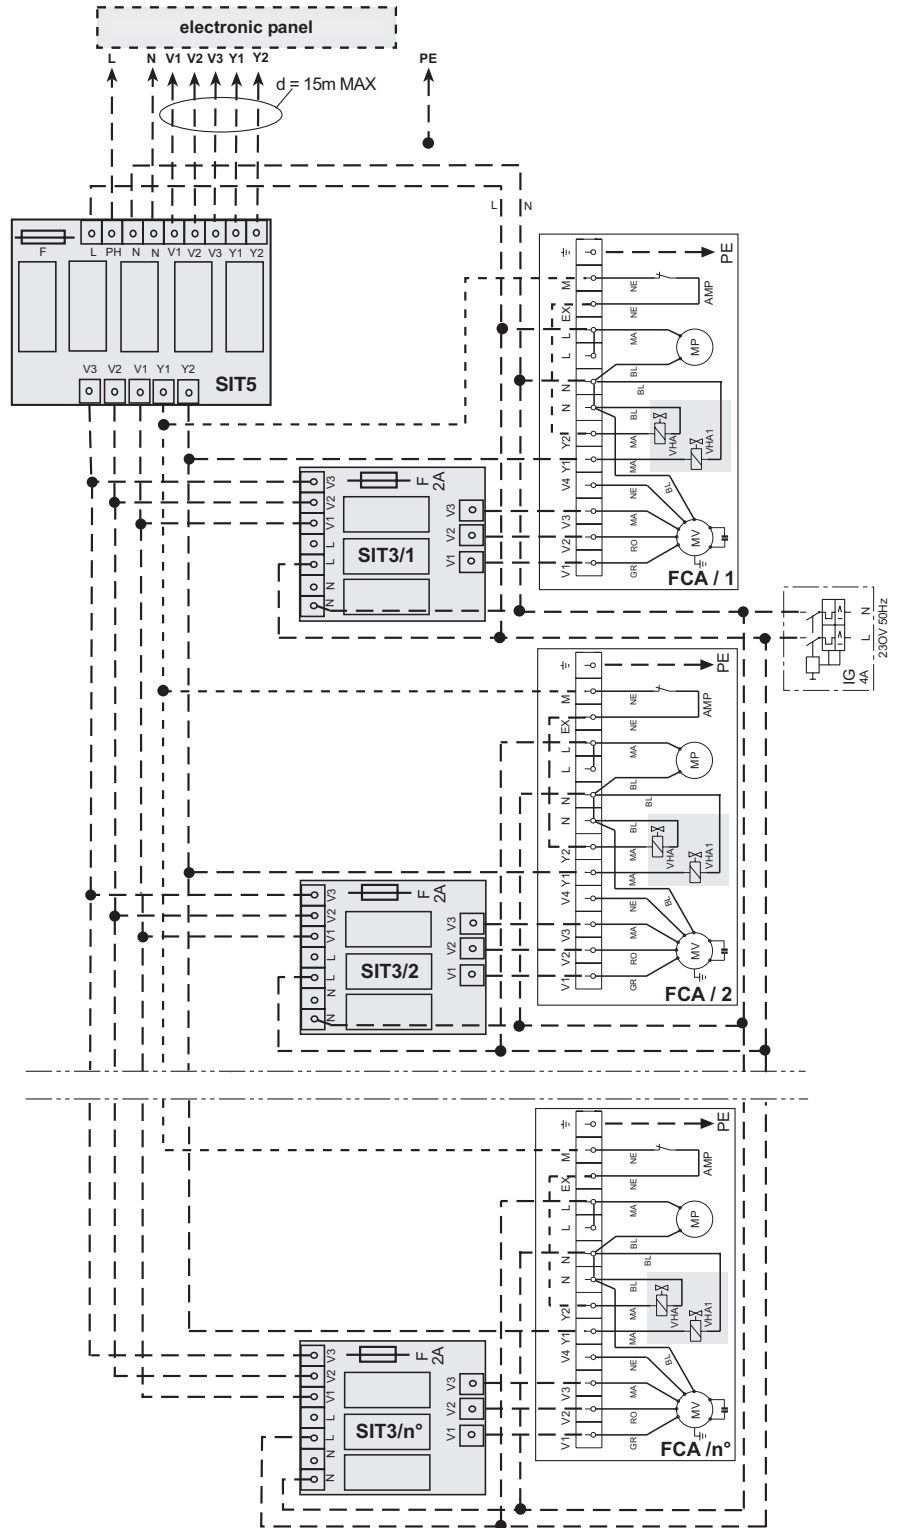 electronic panel
L N V1 V2 V3 Y1 Y2 PE
d = 15m MAX
L N
F L PH N N V1 V2 V3 Y1 Y2
V3 V2 V1 Y1 Y2
SIT5
PE
M NE AMP
EX NE
L MA MP
L
N BL BL
N BL
Y2 MA VHA
Y1 MA VHA1
V4 NE BL
V3 MA
V2 RO MV
V1 GR
FCA / 1
V3 F 2A
V2 V3
V1 V2
L V1
L SIT3/1
N
N
N
L
230V 50Hz
IG
4A
PE
M NE AMP
EX NE
L MA MP
L
N BL BL
N BL
Y2 MA VHA
Y1 MA VHA1
V4 NE BL
V3 MA
V2 RO MV
V1 GR
FCA / 2
V3 F 2A
V2 V3
V1 V2
L V1
L SIT3/2
N
N
PE
M NE AMP
EX NE
L MA MP
L
N BL BL
N BL
Y2 MA VHA
Y1 MA VHA1
V4 NE BL
V3 MA
V2 RO MV
V1 GR
FCA /n°
V3 F 2A
V2 V3
V1 V2
L V1
L SIT3/n°
N
N